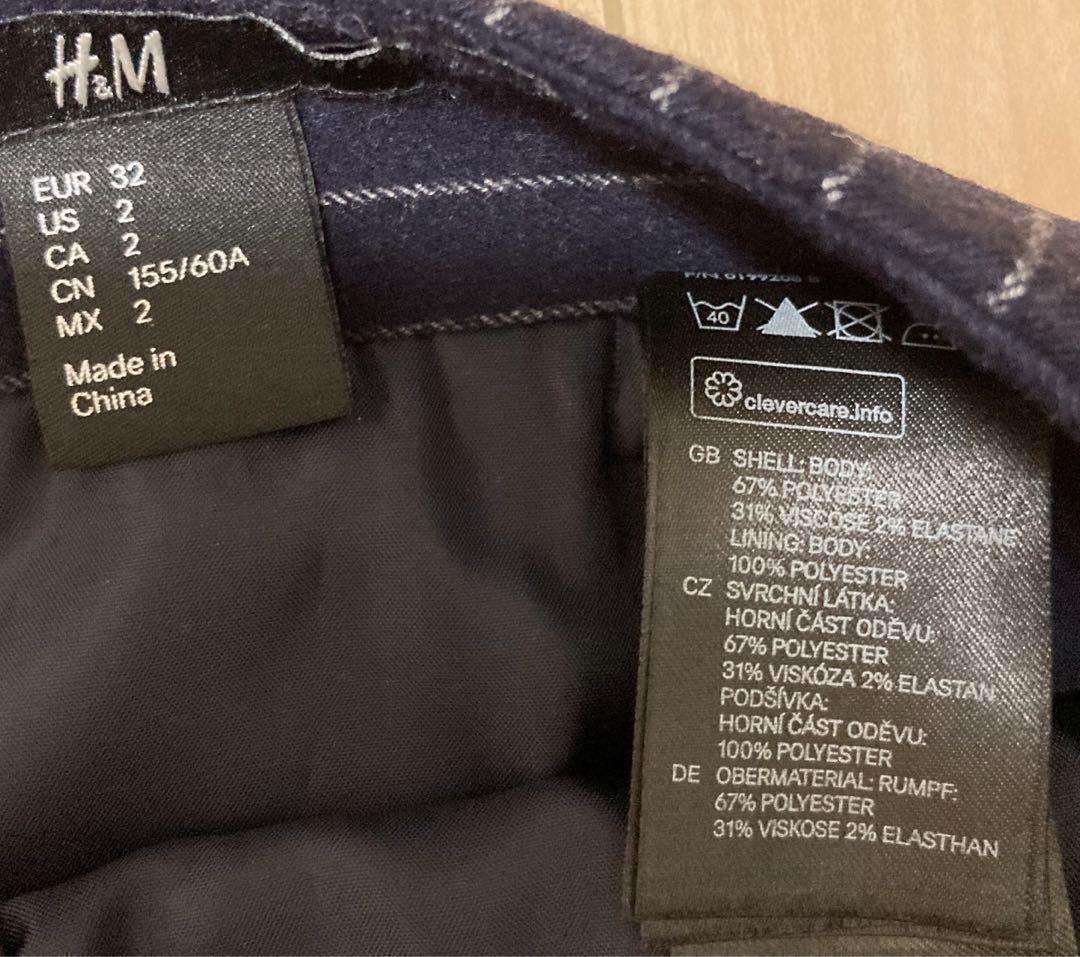 H&M
EUR 32
US 2
CA 2
CN 155/60A
MX 2
Made in
China
40
clevercare.info
GB SHELL: BODY:
67% POLYESTER
31% VISCOSE 2% ELASTANE
LINING: BODY:
100% POLYESTER
CZ SVRCHNÍ LÁTKA:
HORNÍ ČÁST ODĚVU:
67% POLYESTER
31% VISKÓZA 2% ELASTAN
PODŠÍVKA:
HORNÍ ČÁST ODĚVU:
100% POLYESTER
DE OBERMATERIAL: RUMPF:
67% POLYESTER
31% VISKOSE 2% ELASTHAN